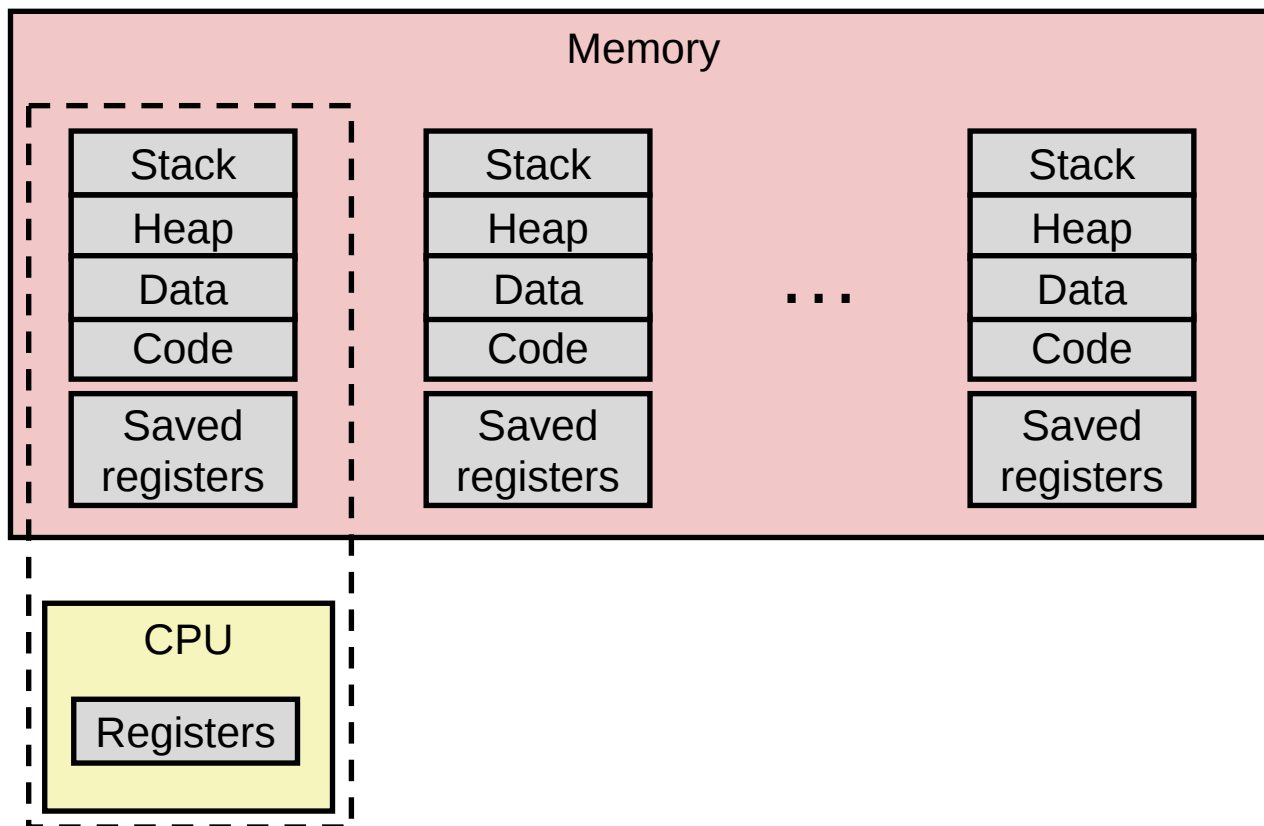 Memory
Stack
Heap
Data
Code
Saved
registers
Stack
Heap
Data
Code
Saved
registers
...
Stack
Heap
Data
Code
Saved
registers
CPU
Registers